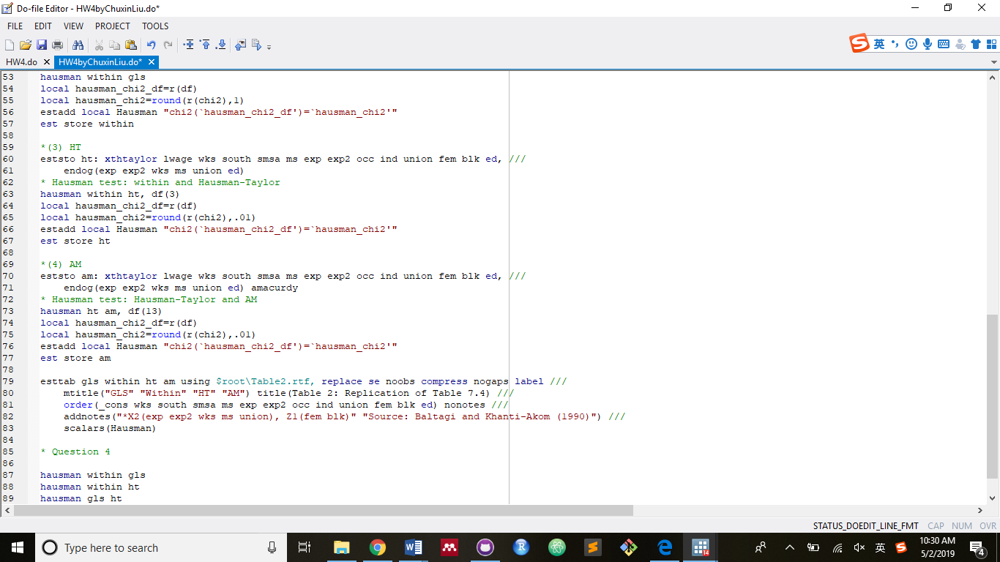 Do-file Editor - HW4byChuxinLiu.do*
FILE EDIT VIEW PROJECT TOOLS
英
HW4.do HW4byChuxinLiu.do*
53 hausman within gls
54 local hausman_chi2_df=r(df)
55 local hausman_chi2=round(r(chi2),1)
56 estadd local Hausman "chi2(`hausman_chi2_df')=`hausman_chi2'"
57 est store within
58
59 *(3) HT
60 eststo ht: xthtaylor lwage wks south smsa ms exp exp2 occ ind union fem blk ed, ///
61 endog(exp exp2 wks ms union ed)
62 * Hausman test: within and Hausman-Taylor
63 hausman within ht, df(3)
64 local hausman_chi2_df=r(df)
65 local hausman_chi2=round(r(chi2),.01)
66 estadd local Hausman "chi2(`hausman_chi2_df')=`hausman_chi2'"
67 est store ht
68
69 *(4) AM
70 eststo am: xthtaylor lwage wks south smsa ms exp exp2 occ ind union fem blk ed, ///
71 endog(exp exp2 wks ms union ed) amacurdy
72 * Hausman test: Hausman-Taylor and AM
73 hausman ht am, df(13)
74 local hausman_chi2_df=r(df)
75 local hausman_chi2=round(r(chi2),.01)
76 estadd local Hausman "chi2(`hausman_chi2_df')=`hausman_chi2'"
77 est store am
78
79 esttab gls within ht am using $root\Table2.rtf, replace se noobs compress nogaps label ///
80 mtitle("GLS" "Within" "HT" "AM") title(Table 2: Replication of Table 7.4) ///
81 order(_cons wks south smsa ms exp exp2 occ ind union fem blk ed) nonotes ///
82 addnotes("*X2(exp exp2 wks ms union), Z1(fem blk)" "Source: Baltagi and Khanti-Akom (1990)") ///
83 scalars(Hausman)
84
85 * Question 4
86
87 hausman within gls
88 hausman within ht
89 hausman gls ht
STATUS_DOEDIT_LINE_FMT CAP NUM OVR
Type here to search
14
英
10:30 AM
5/2/2019
4